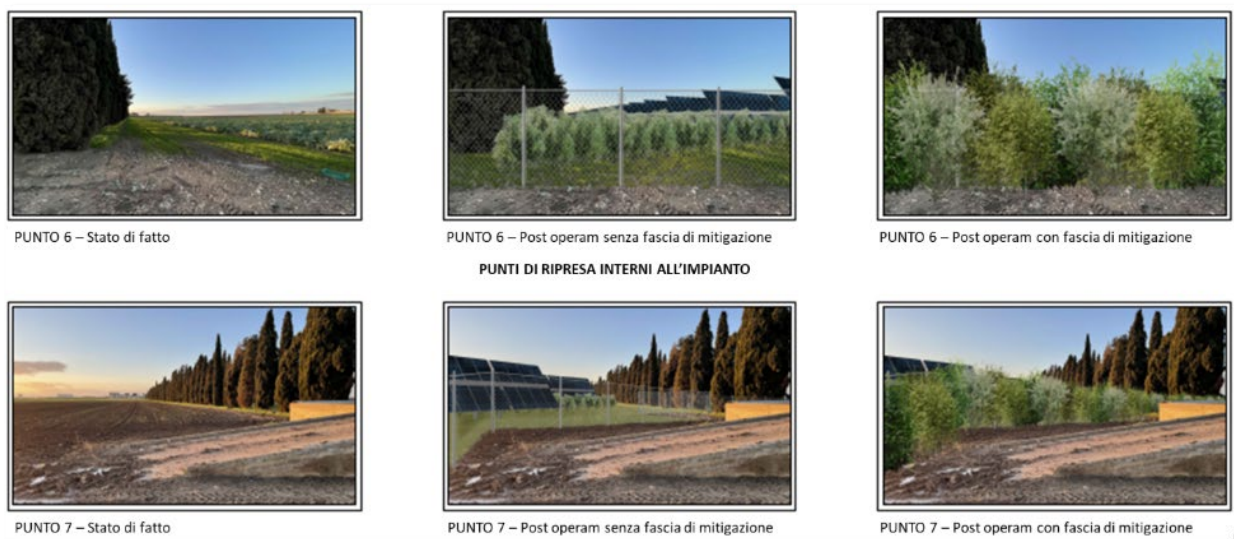 PUNTO 6 – Stato di fatto
PUNTO 6 – Post operam senza fascia di mitigazione
PUNTO 6 – Post operam con fascia di mitigazione
PUNTI DI RIPRESA INTERNI ALL'IMPIANTO
PUNTO 7 – Stato di fatto
PUNTO 7 – Post operam senza fascia di mitigazione
PUNTO 7 – Post operam con fascia di mitigazione